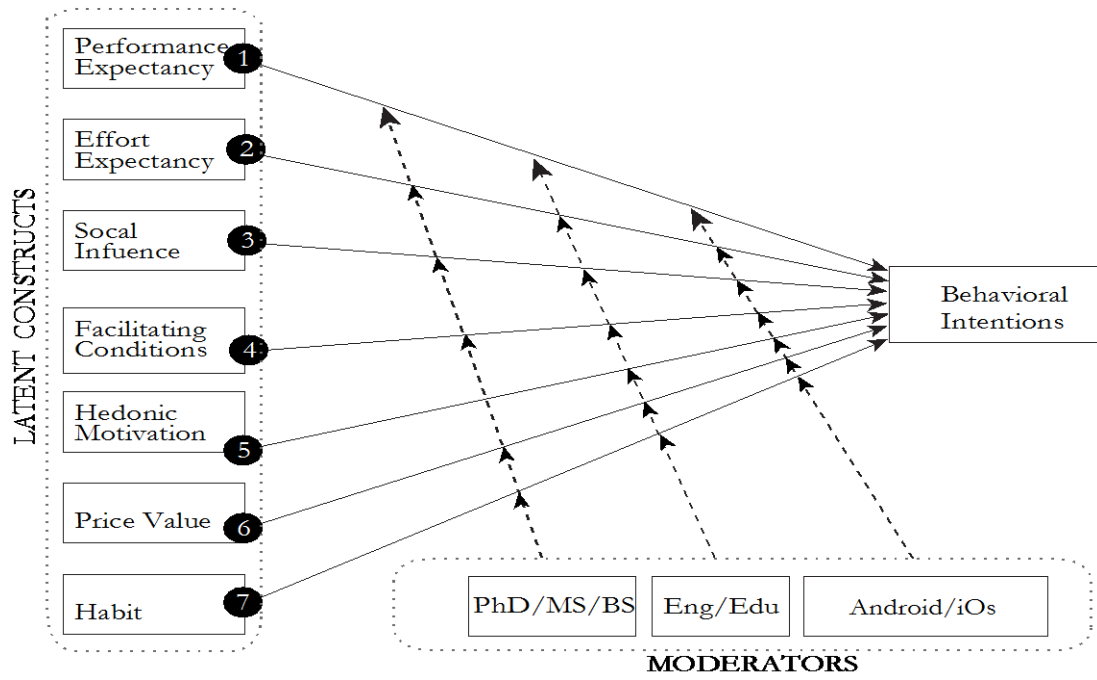 Performance
Expectancy
1
Effort
Expectancy
2
Socal
Infuence
3
Facilitating
Conditions
4
Hedonic
Motivation
5
Price Value
6
Habit
7
LATENT CONSTRUCTS
Behavioral
Intentions
PhD/MS/BS
Eng/Edu
Android/iOs
MODERATORS